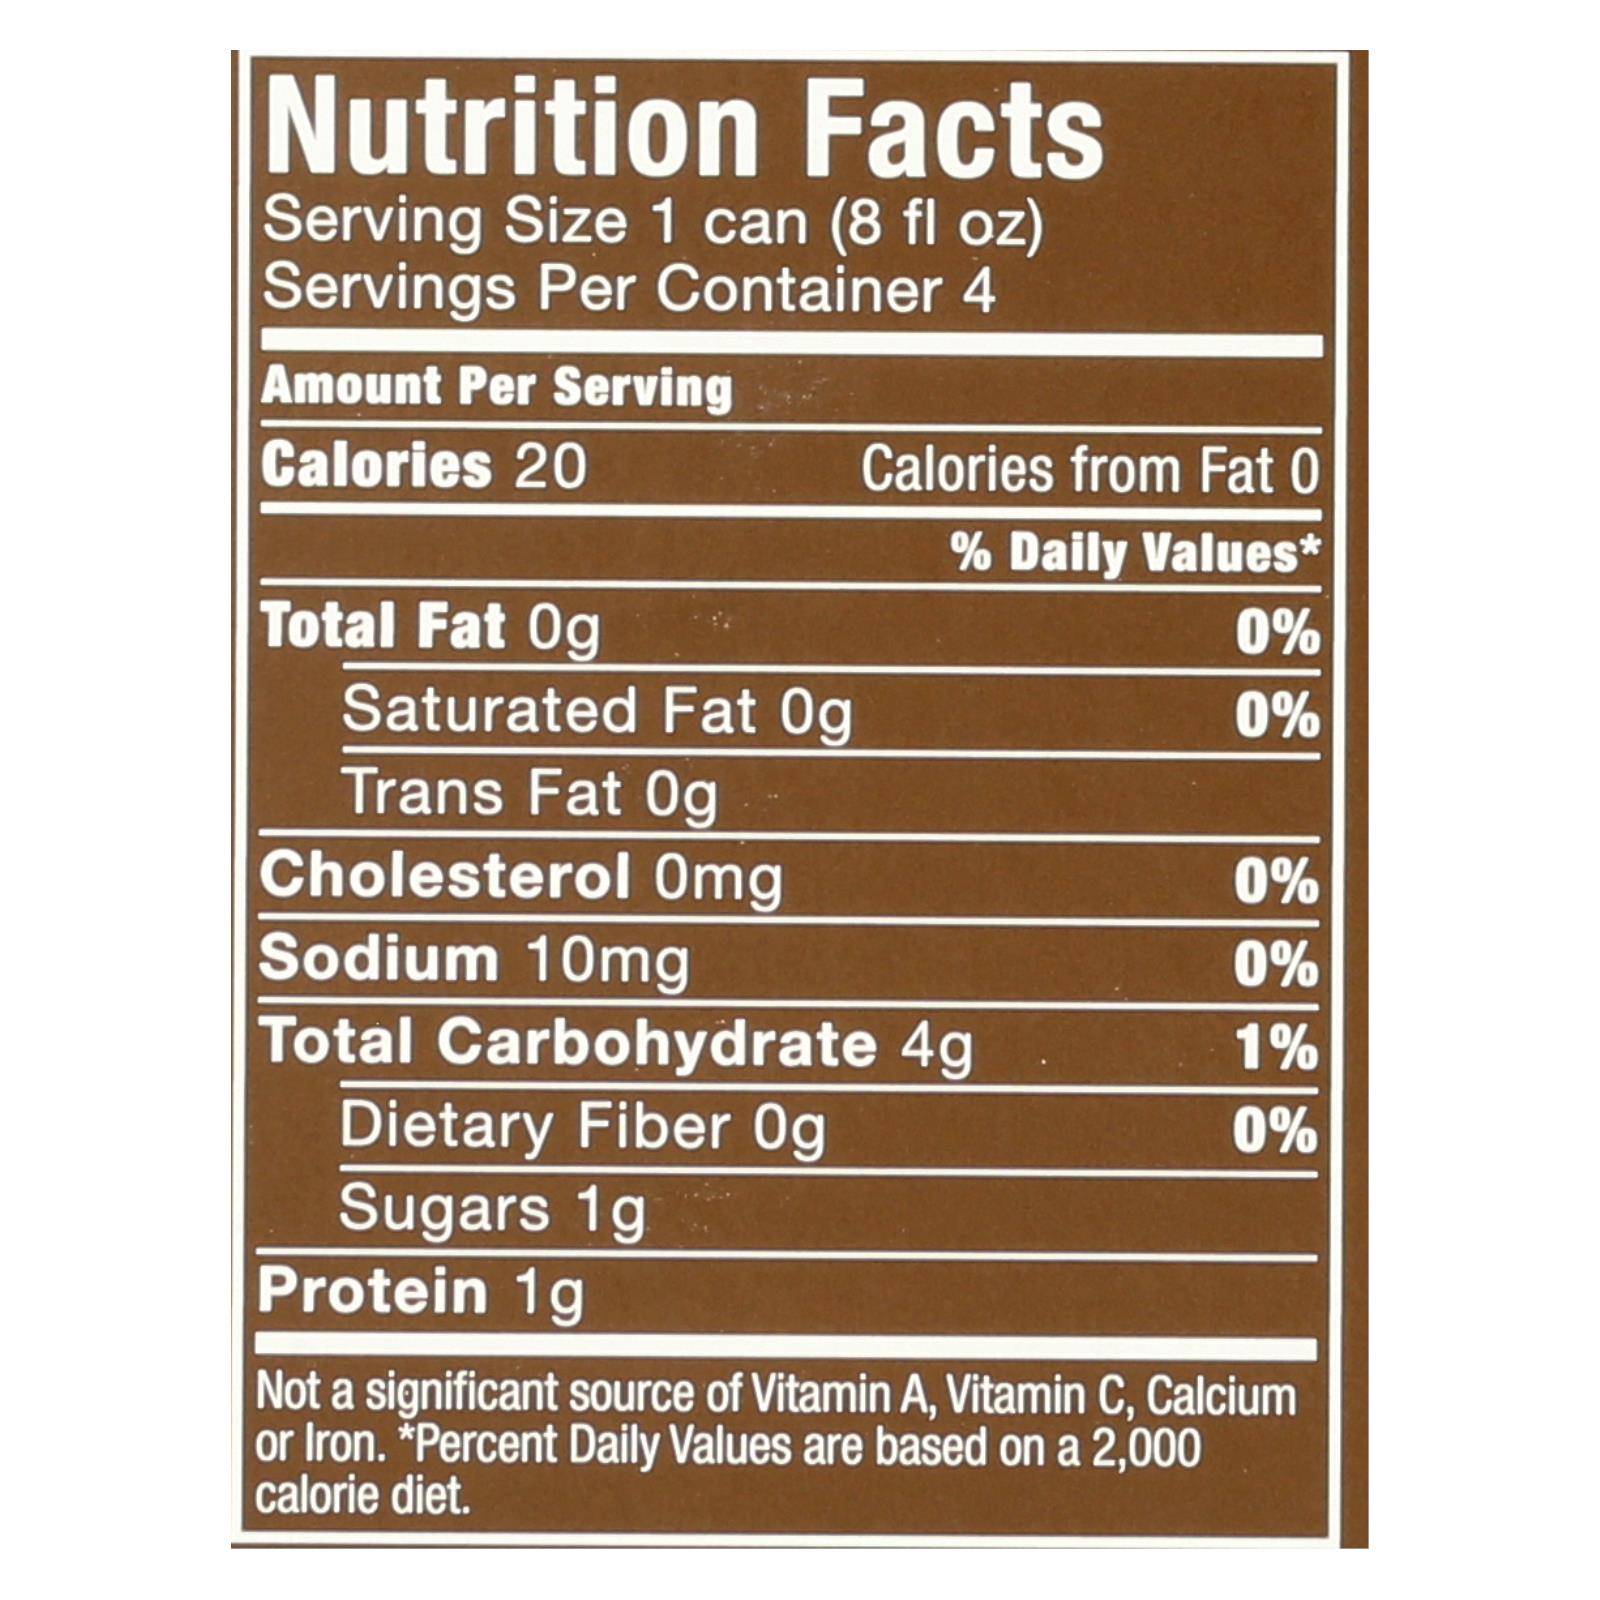 Nutrition Facts
Serving Size 1 can (8 fl oz)
Servings Per Container 4
Amount Per Serving
Calories 20 Calories from Fat 0
% Daily Values*
Total Fat 0g 0%
Saturated Fat 0g 0%
Trans Fat 0g
Cholesterol 0mg 0%
Sodium 10mg 0%
Total Carbohydrate 4g 1%
Dietary Fiber 0g 0%
Sugars 1g
Protein 1g
Not a significant source of Vitamin A, Vitamin C, Calcium
or Iron. *Percent Daily Values are based on a 2,000
calorie diet.